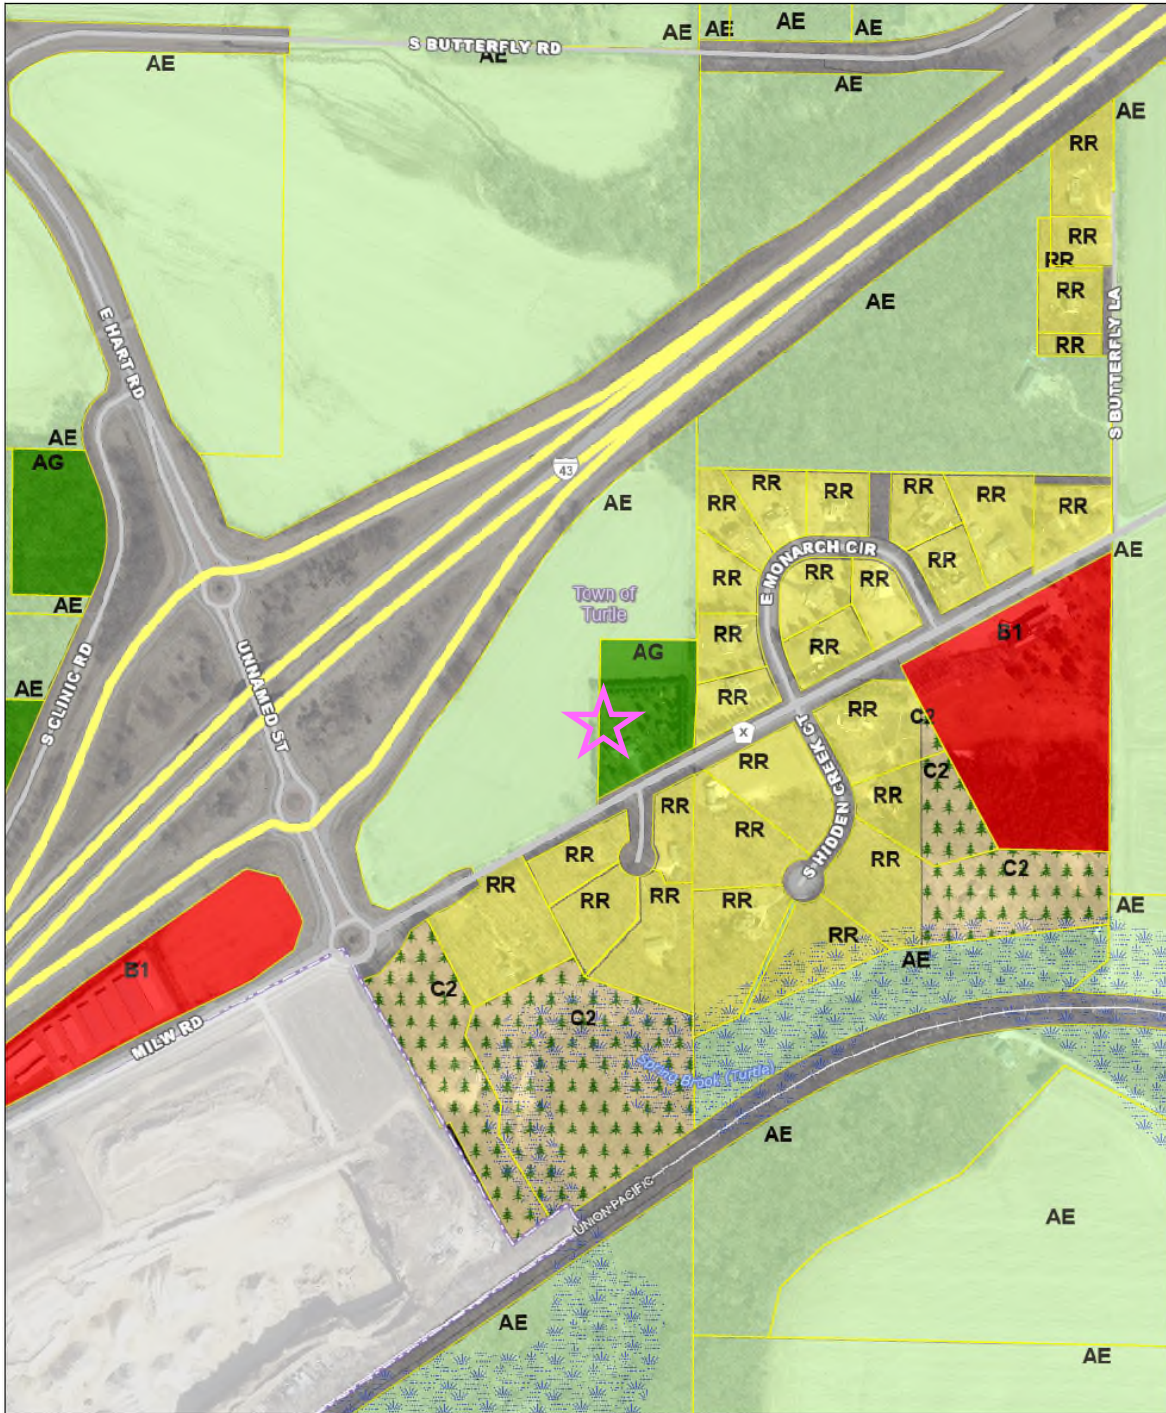 AE
AE
AE
AE
S BUTTERFLY RD
AE
AE
AE
AE
RR
RR
RR
RR
RR
AE
S BUTTERFLY LA
E HART RD
AE
AG
43
AE
RR
RR
RR
RR
RR
RR
AE
E MONARCH CIR
RR
RR
RR
RR
Town of
Turtle
AE
RR
RR
B1
AG
S CLINIC RD
AE
UNNAMED ST
RR
RR
C2
X
S HIDDEN CREEK CT
RR
C2
RR
RR
RR
RR
RR
C2
RR
RR
RR
RR
AE
RR
AE
B1
C2
C2
MILW RD
Spring Brook (Turtle)
AE
UNION PACIFIC
AE
AE
AE